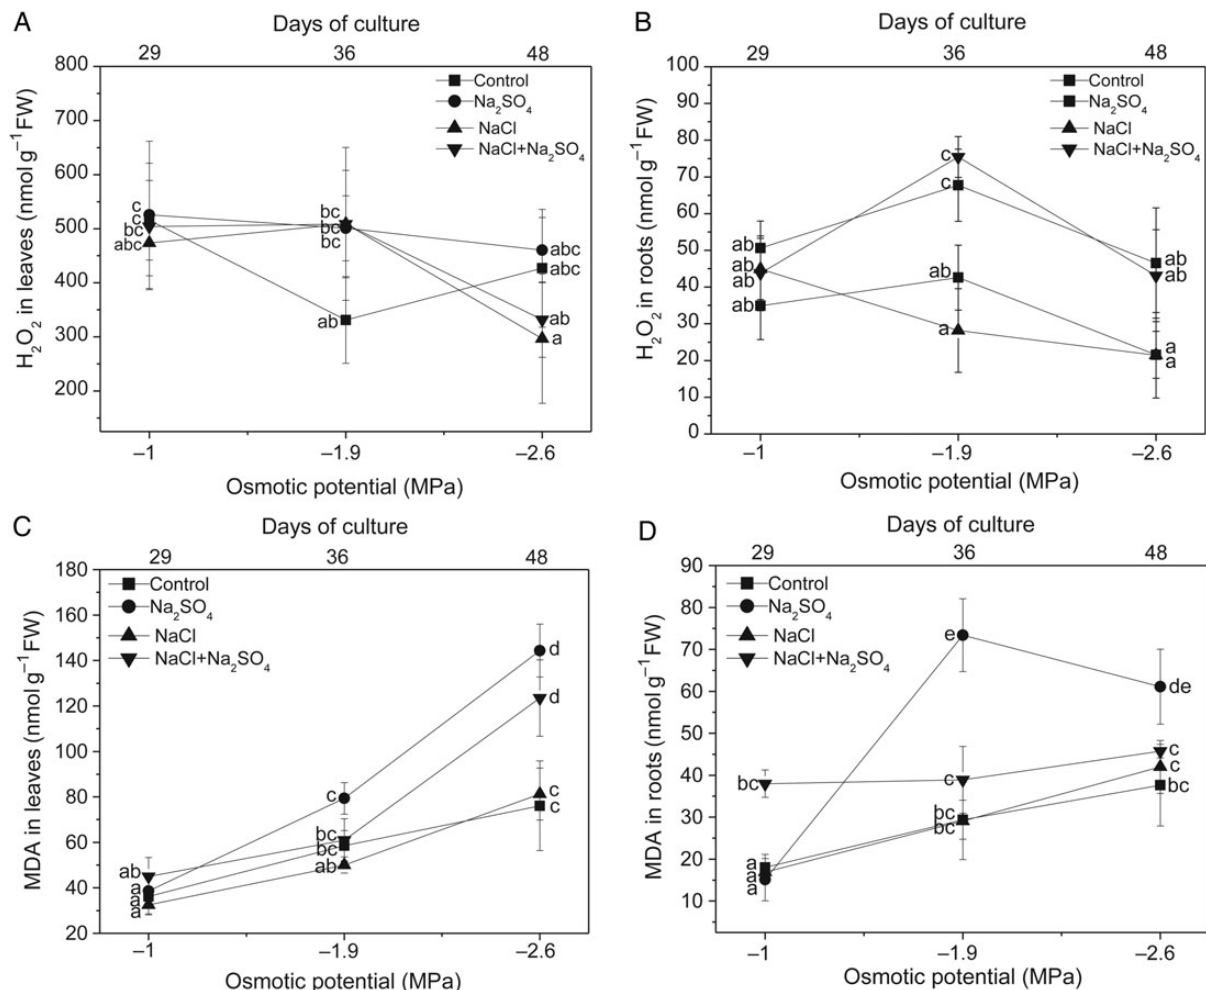 A
Days of culture
29 36 48
800
700
600
500
400
300
200
H₂O₂ in leaves (nmol g⁻¹ FW)
Control
Na₂SO₄
NaCl
NaCl+Na₂SO₄
c
c
bc
abc
bc
bc
bc
ab
abc
abc
ab
a
–1 –1.9 –2.6
Osmotic potential (MPa)
B
Days of culture
29 36 48
100
90
80
70
60
50
40
30
20
10
0
H₂O₂ in roots (nmol g⁻¹ FW)
Control
Na₂SO₄
NaCl
NaCl+Na₂SO₄
ab
ab
ab
ab
c
c
ab
a
ab
ab
a
a
–1 –1.9 –2.6
Osmotic potential (MPa)
C
Days of culture
29 36 48
180
160
140
120
100
80
60
40
20
MDA in leaves (nmol g⁻¹ FW)
Control
Na₂SO₄
NaCl
NaCl+Na₂SO₄
ab
a
a
a
c
bc
bc
ab
d
d
c
c
–1 –1.9 –2.6
Osmotic potential (MPa)
D
Days of culture
29 36 48
90
80
70
60
50
40
30
20
10
MDA in roots (nmol g⁻¹ FW)
Control
Na₂SO₄
NaCl
NaCl+Na₂SO₄
bc
a
a
a
e
c
bc
bc
de
c
c
bc
–1 –1.9 –2.6
Osmotic potential (MPa)